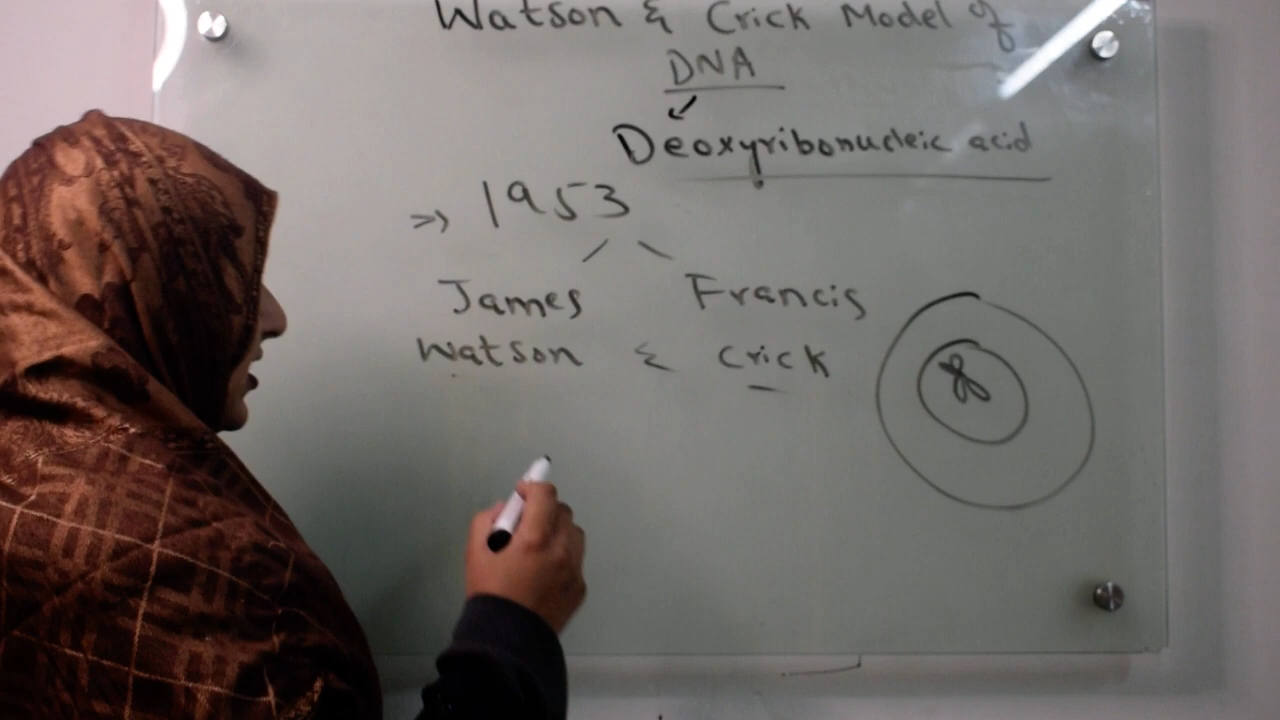 Watson & Crick Model of
DNA
Deoxyribonucleic acid
=> 1953
James Francis
Watson & Crick